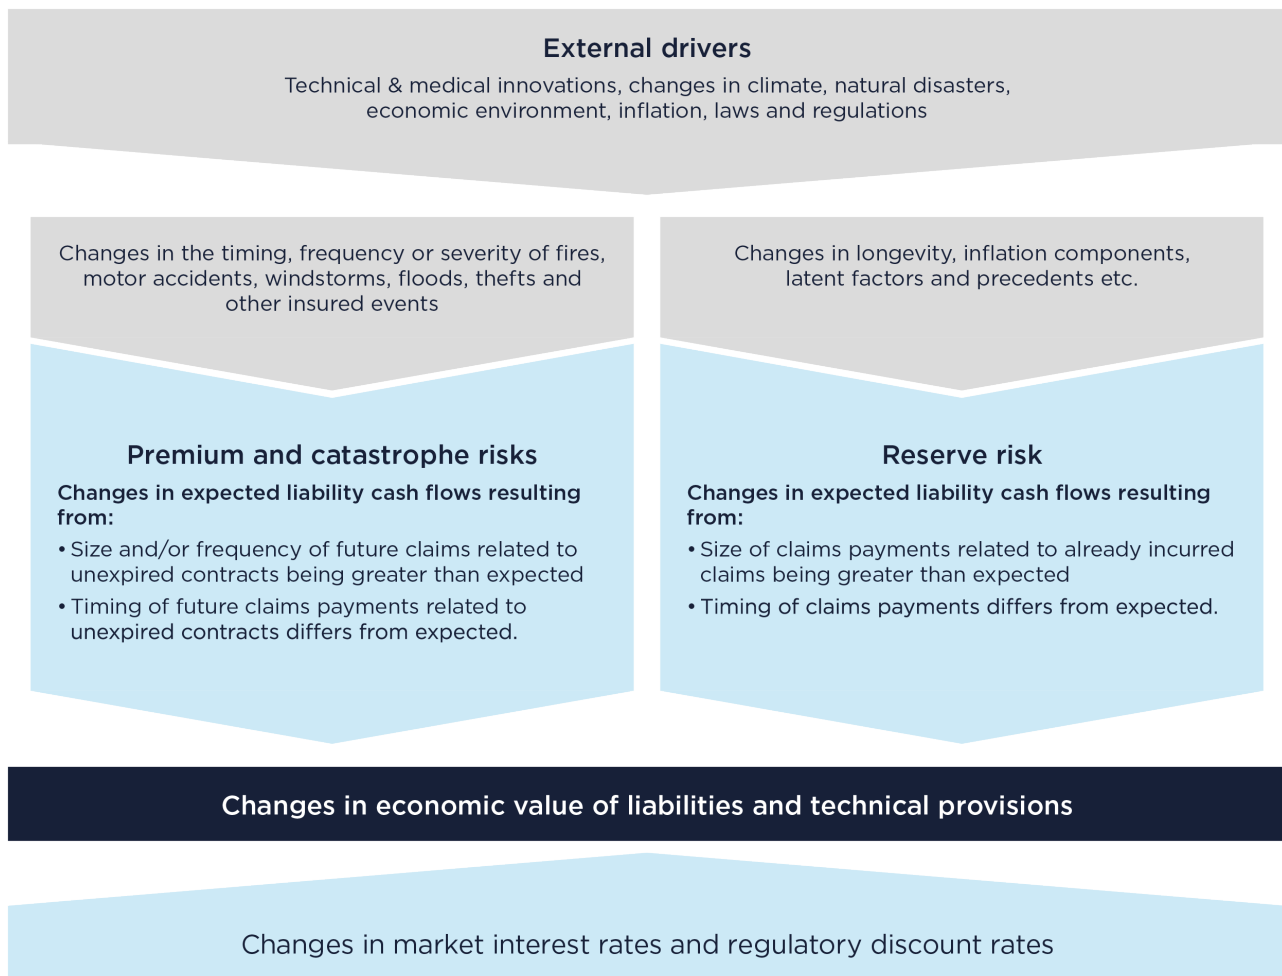 External drivers
Technical & medical innovations, changes in climate, natural disasters,
economic environment, inflation, laws and regulations
Changes in the timing, frequency or severity of fires,
motor accidents, windstorms, floods, thefts and
other insured events
Changes in longevity, inflation components,
latent factors and precedents etc.
Premium and catastrophe risks
Changes in expected liability cash flows resulting
from:
• Size and/or frequency of future claims related to
unexpired contracts being greater than expected
• Timing of future claims payments related to
unexpired contracts differs from expected.
Reserve risk
Changes in expected liability cash flows resulting
from:
• Size of claims payments related to already incurred
claims being greater than expected
• Timing of claims payments differs from expected.
Changes in economic value of liabilities and technical provisions
Changes in market interest rates and regulatory discount rates